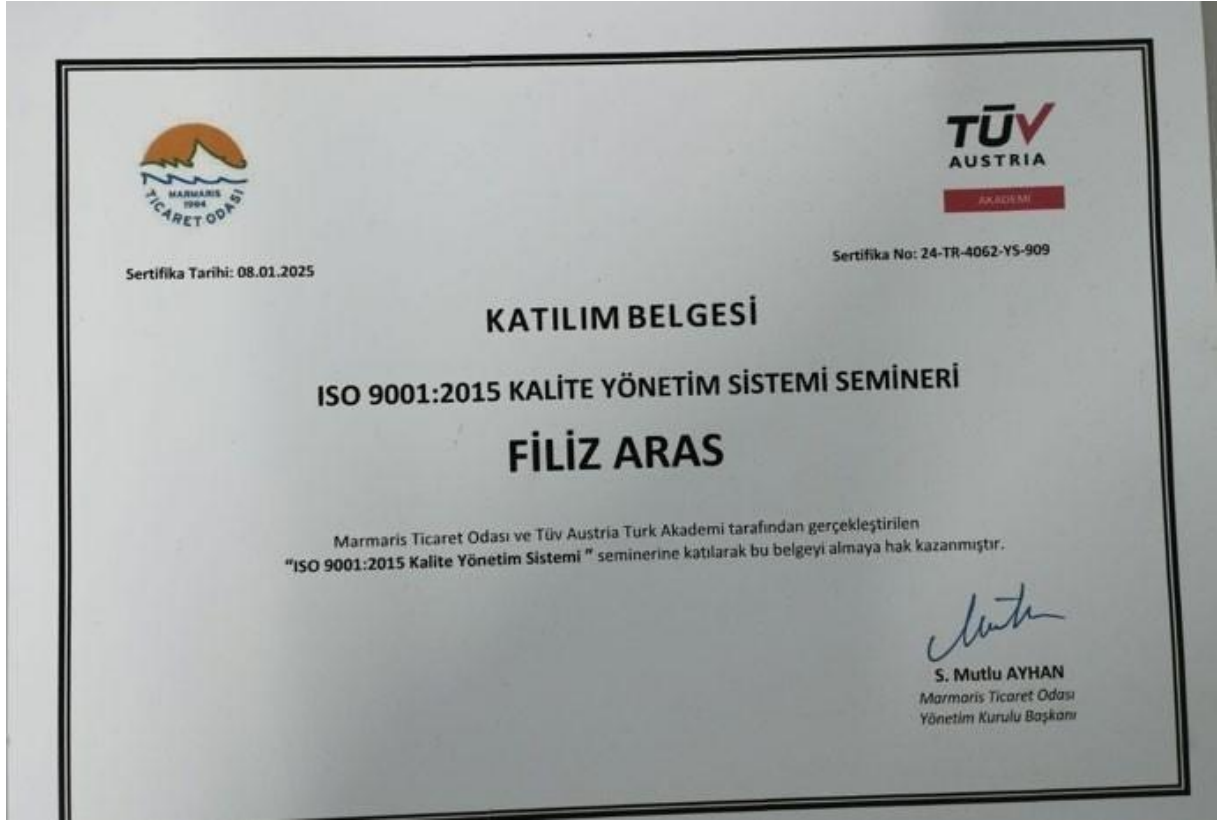 MARMARIS
1994
TİCARET ODASI
TÜV
AUSTRIA
AKADEMI
Sertifika Tarihi: 08.01.2025
Sertifika No: 24-TR-4062-YS-909
KATILIM BELGESİ
ISO 9001:2015 KALİTE YÖNETİM SİSTEMİ SEMİNERİ
FİLİZ ARAS
Marmaris Ticaret Odası ve Tüv Austria Turk Akademi tarafından gerçekleştirilen
"ISO 9001:2015 Kalite Yönetim Sistemi " seminerine katılarak bu belgeyi almaya hak kazanmıştır.
S. Mutlu AYHAN
Marmaris Ticaret Odası
Yönetim Kurulu Başkanı